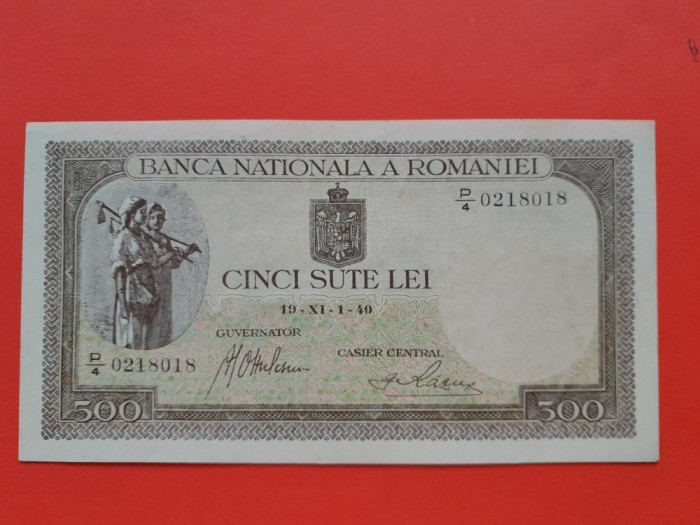 BANCA NATIONALA A ROMANIEI
P/4 0218018
CINCI SUTE LEI
19-XI-1-40
GUVERNATOR
CASIER CENTRAL
P/4 0218018
500
500